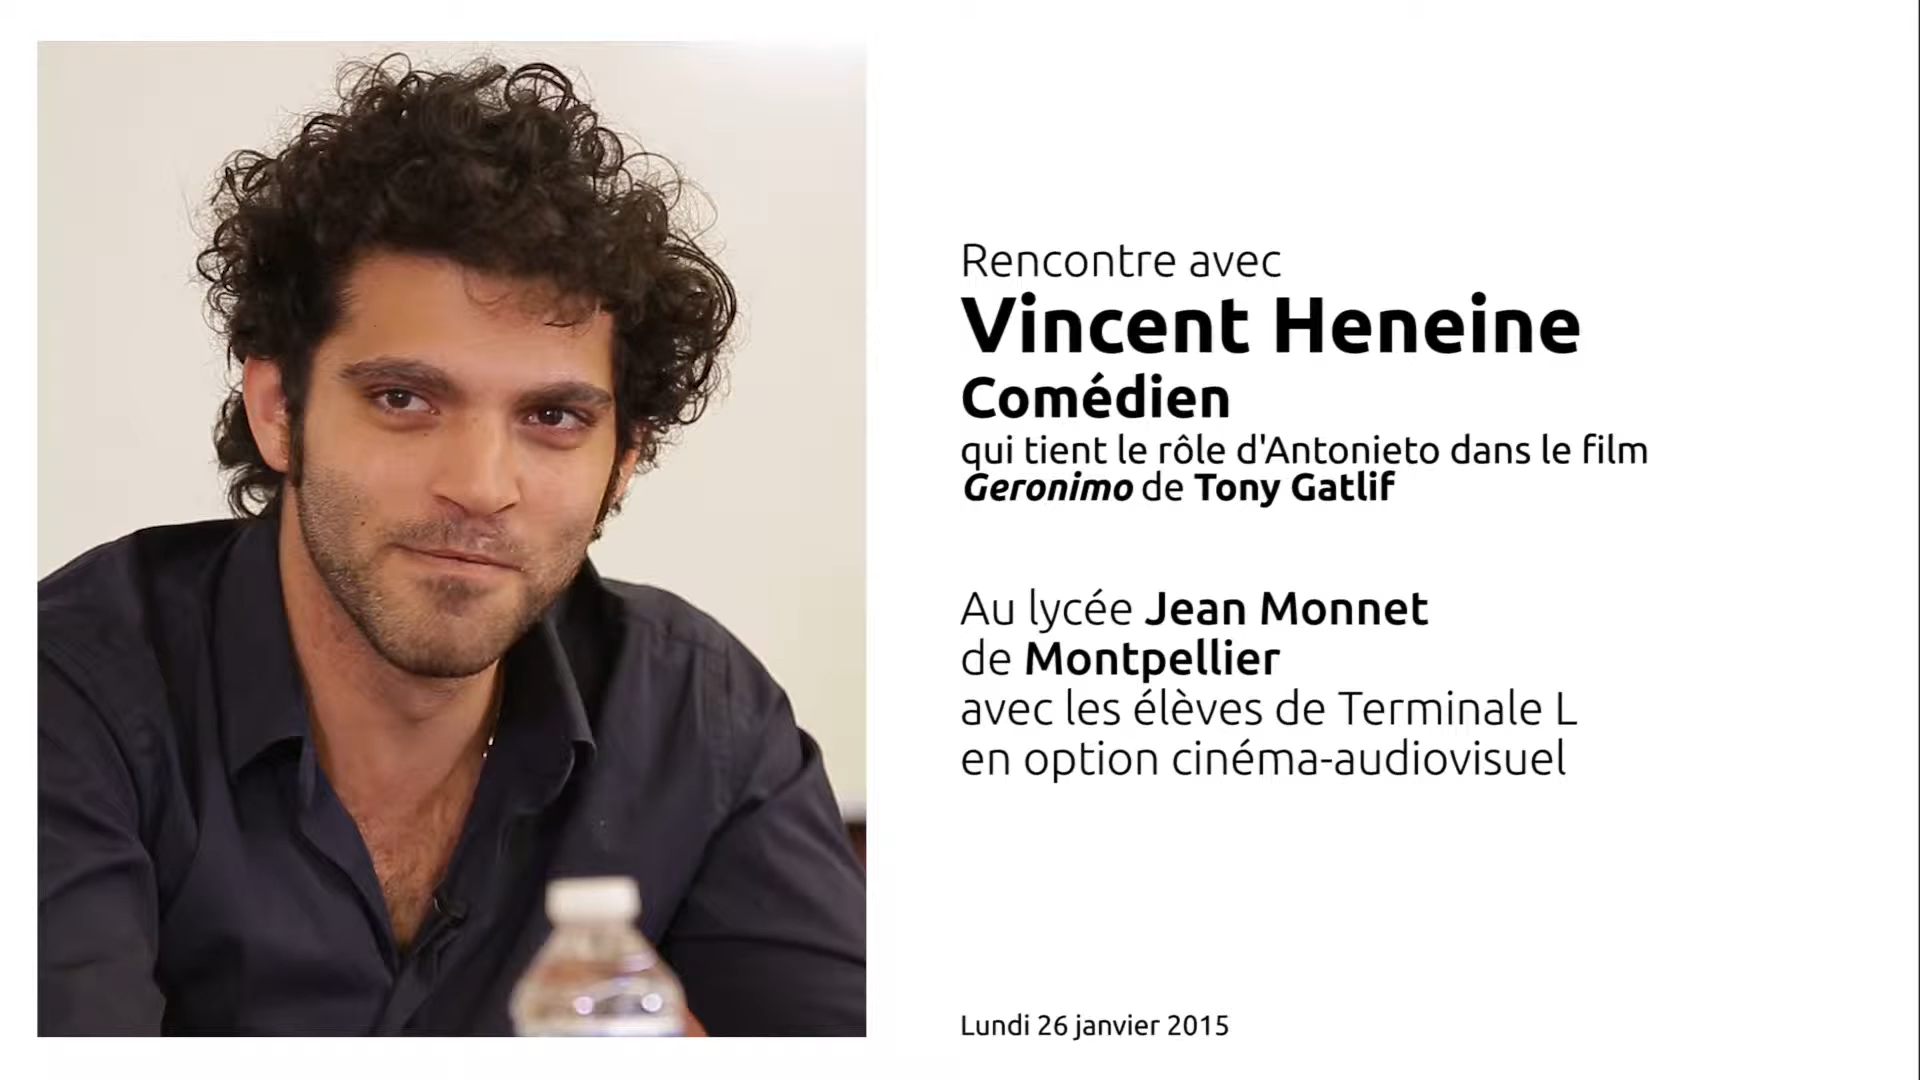 Rencontre avec
Vincent Heneine
Comédien
qui tient le rôle d'Antonieto dans le film
Geronimo de Tony Gatlif
Au lycée Jean Monnet
de Montpellier
avec les élèves de Terminale L
en option cinéma-audiovisuel
Lundi 26 janvier 2015